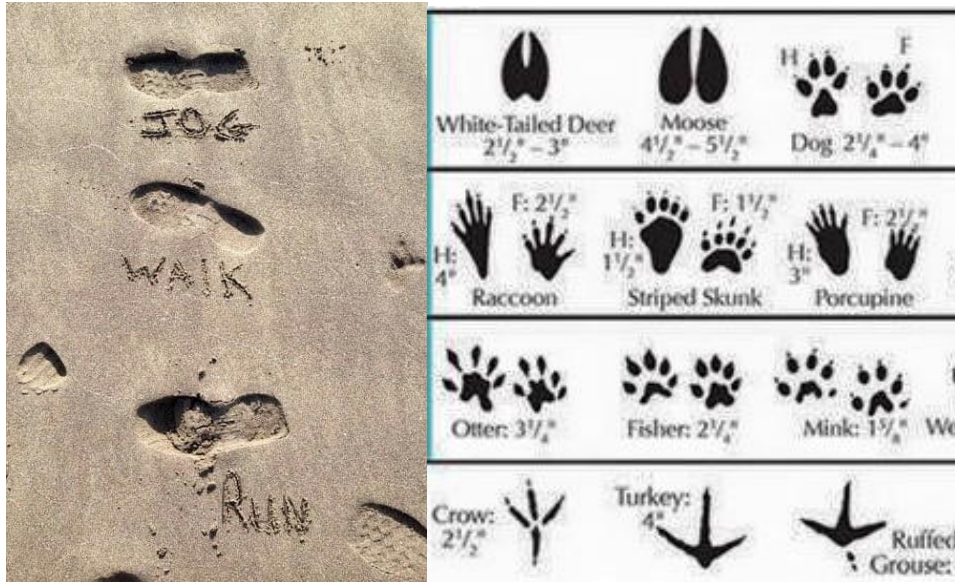 JOG
WAlK
RUN
White-Tailed Deer
2½" – 3"
Moose
4½" – 5½"
H
F
Dog 2¼" – 4"
H:
4"
F: 2½"
Raccoon
H:
1½"
F: 1½"
Striped Skunk
H:
3"
F: 2½"
Porcupine
Otter: 3¼"
Fisher: 2¼"
Mink: 1⅝"
We
Crow:
2½"
Turkey:
4"
Ruffed
Grouse: